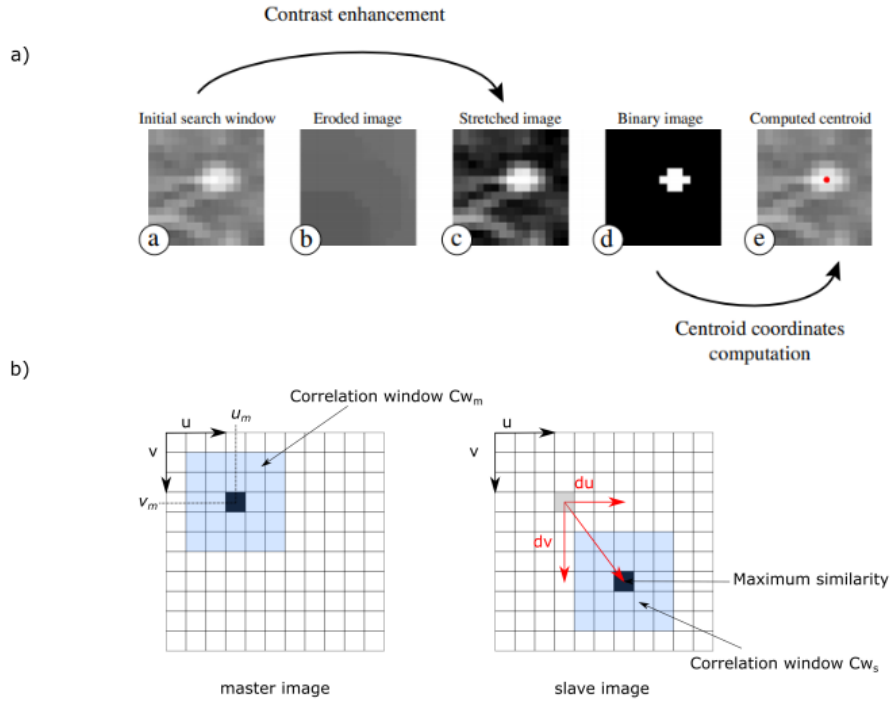 Contrast enhancement
a)
Initial search window
Eroded image
Stretched image
Binary image
Computed centroid
a
b
c
d
e
Centroid coordinates
computation
b)
Correlation window Cwm
u
um
v
vm
master image
u
v
du
dv
Maximum similarity
Correlation window Cws
slave image